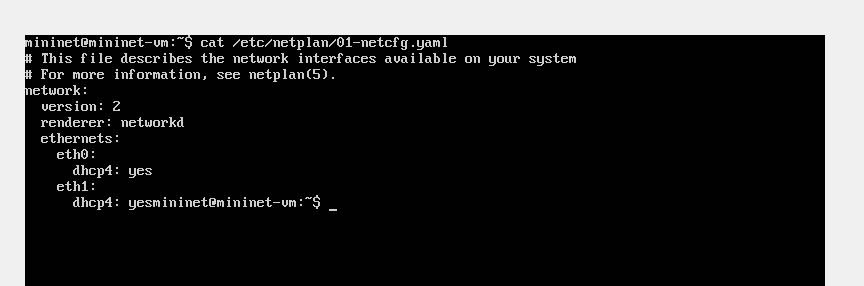 mininet@mininet-vm:~$ cat /etc/netplan/01-netcfg.yaml
# This file describes the network interfaces available on your system
# For more information, see netplan(5).
network:
  version: 2
  renderer: networkd
  ethernets:
    eth0:
      dhcp4: yes
    eth1:
      dhcp4: yesmininet@mininet-vm:~$ _